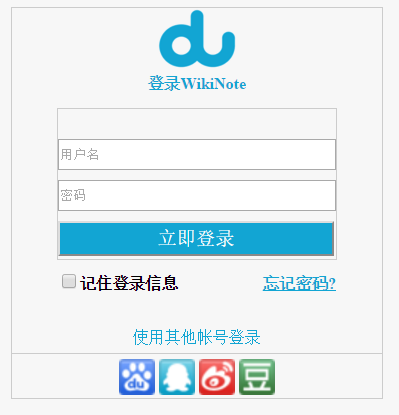 du
登录WikiNote
用户名
密码
立即登录
记住登录信息 忘记密码?
使用其他帐号登录
du 豆